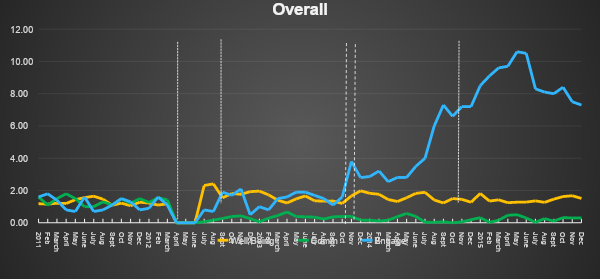 Overall
12.00
10.00
8.00
6.00
4.00
2.00
0.00
2011 Feb March April May June July Aug Sept Oct Nov Dec 2012 Feb March April May June July Aug Sept Oct Nov Dec 2013 Feb March April May June July Aug Sept Oct Nov Dec 2014 Feb March April May June July Aug Sept Oct Nov Dec 2015 Feb March April May June July Aug Sept Oct Nov Dec
Comm Engage